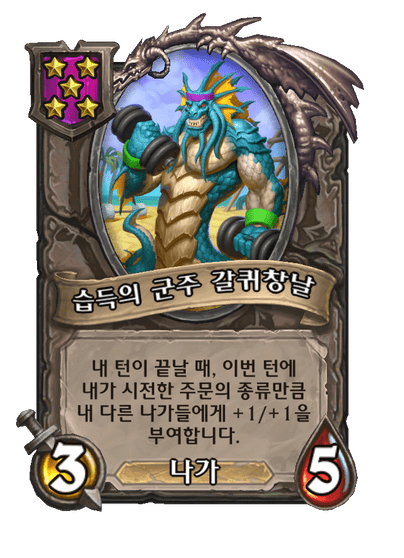 습득의 군주 갈퀴창날
내 턴이 끝날 때, 이번 턴에
내가 시전한 주문의 종류만큼
내 다른 나가들에게 +1/+1을
부여합니다.
3
나가
5